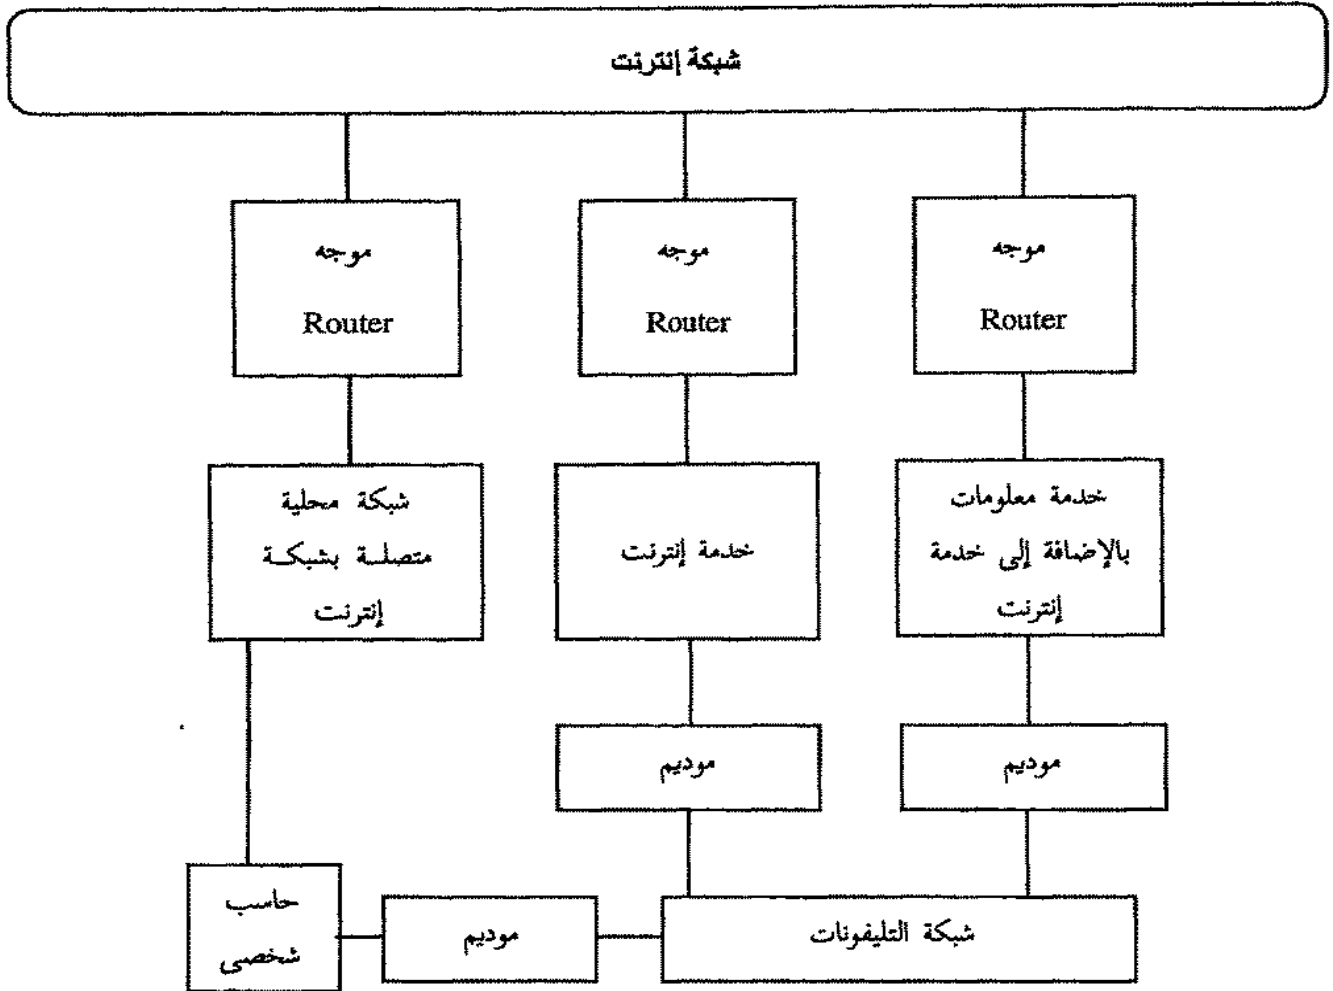 شبكة إنترنت
موجه
Router
موجه
Router
موجه
Router
خدمة معلومات
بالإضافة إلى خدمة
إنترنت
خدمة إنترنت
شبكة محلية
متصلة بشبكة
إنترنت
موديم
موديم
شبكة التليفونات
موديم
حاسب
شخصى